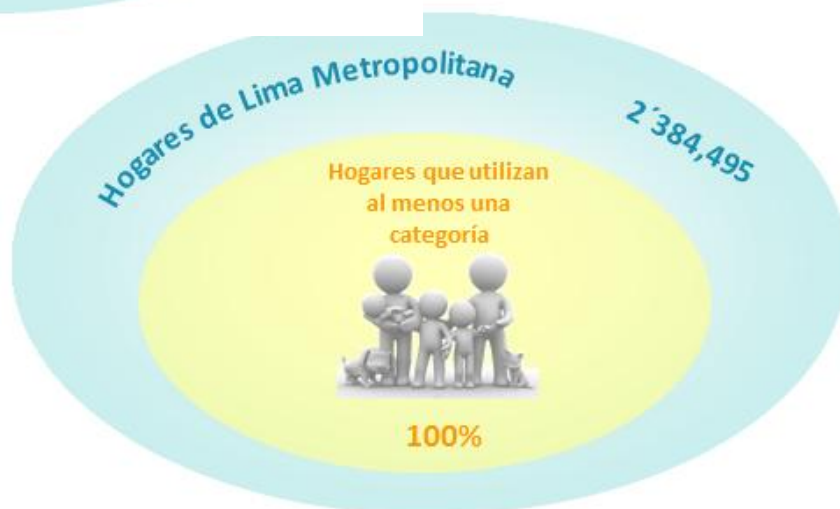 Hogares de Lima Metropolitana
2´384,495
Hogares que utilizan
al menos una
categoría
100%